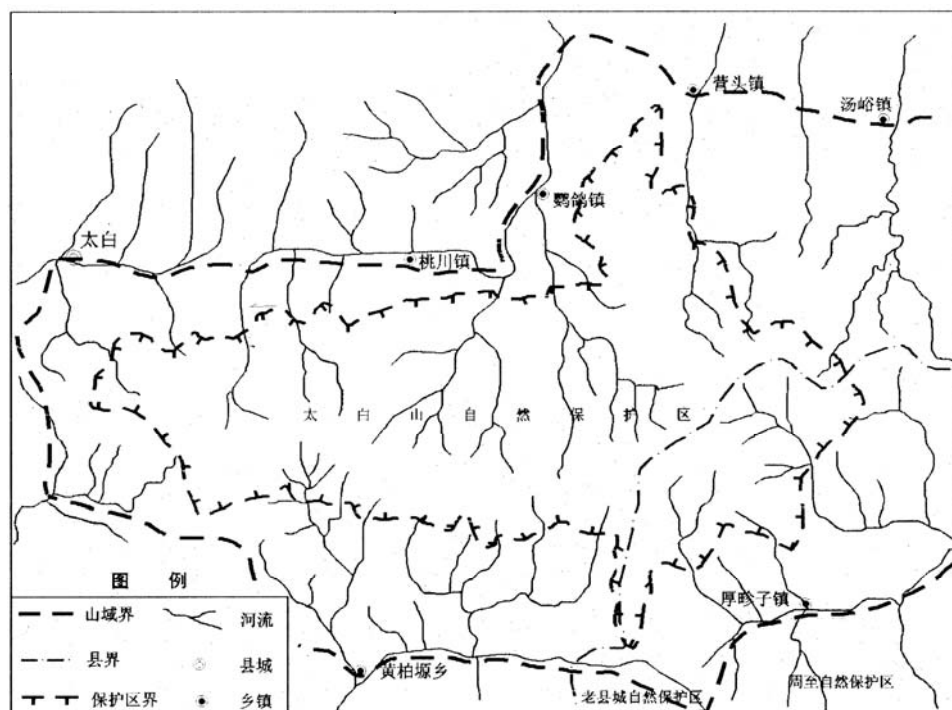 营头镇
汤峪镇
鹦鸽镇
太白
桃川镇
太白山自然保护区
图 例
山域界
河流
县界
县城
保护区界
乡镇
厚畛子镇
黄柏塬乡
老县城自然保护区
周至自然保护区